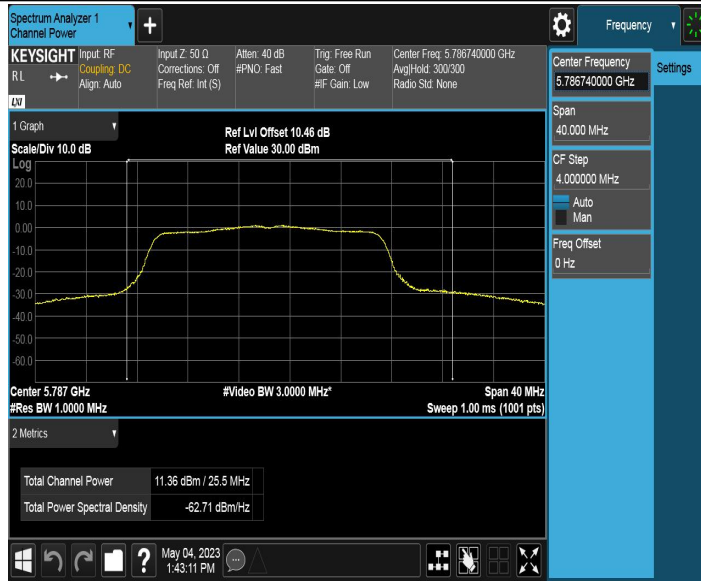 Spectrum Analyzer 1
Channel Power
+
Frequency
KEYSIGHT
RL
LXI
Input: RF
Coupling: DC
Align: Auto
Input Z: 50 Ω
Corrections: Off
Freq Ref: Int (S)
Atten: 40 dB
#PNO: Fast
Trig: Free Run
Gate: Off
#IF Gain: Low
Center Freq: 5.786740000 GHz
Avg|Hold: 300/300
Radio Std: None
Center Frequency
5.786740000 GHz
Settings
Span
40.000 MHz
CF Step
4.000000 MHz
Auto
Man
Freq Offset
0 Hz
1 Graph
Scale/Div 10.0 dB
Ref Lvl Offset 10.46 dB
Ref Value 30.00 dBm
Log
20.0
10.0
0.00
-10.0
-20.0
-30.0
-40.0
-50.0
-60.0
Center 5.787 GHz
#Video BW 3.0000 MHz*
Span 40 MHz
#Res BW 1.0000 MHz
Sweep 1.00 ms (1001 pts)
2 Metrics
Total Channel Power 11.36 dBm / 25.5 MHz
Total Power Spectral Density -62.71 dBm/Hz
?
May 04, 2023
1:43:11 PM